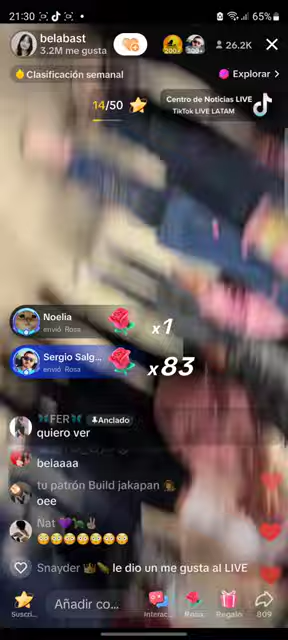 21:30
65%
belabast
3.2M me gusta
200+
300+
26.2K
Clasificación semanal
Explorar >
14/50
Centro de Noticias LIVE
TikTok LIVE LATAM
Noelia
envió Rosa
x1
Sergio Salg...
envió Rosa
x83
FER
Anclado
quiero ver
belaaaa
tu patrón Build jakapan
oee
Nat
Snayder le dio un me gusta al LIVE
Suscri...
Añadir co...
Interac...
Rosa
Regalo
809